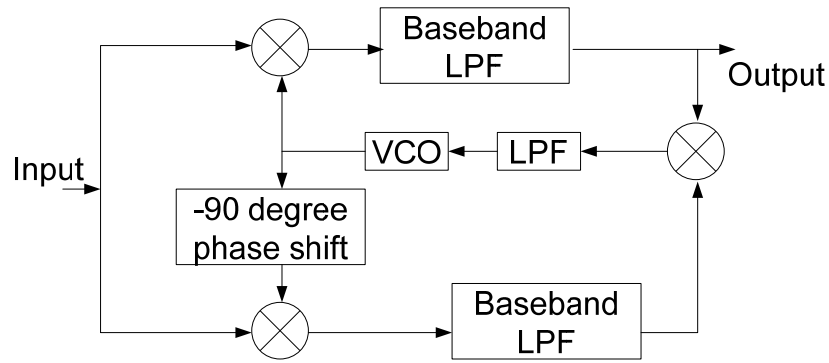 Baseband
LPF
Output
VCO
LPF
Input
-90 degree
phase shift
Baseband
LPF